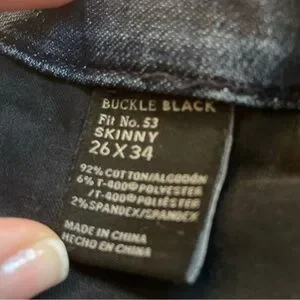 BUCKLE BLACK
Fit No. 53
SKINNY
26 X 34
92% COTTON/ALGODÓN
6% T-400® POLYESTER
/T-400® POLIÉSTER
2% SPANDEX/SPANDEX
MADE IN CHINA
HECHO EN CHINA